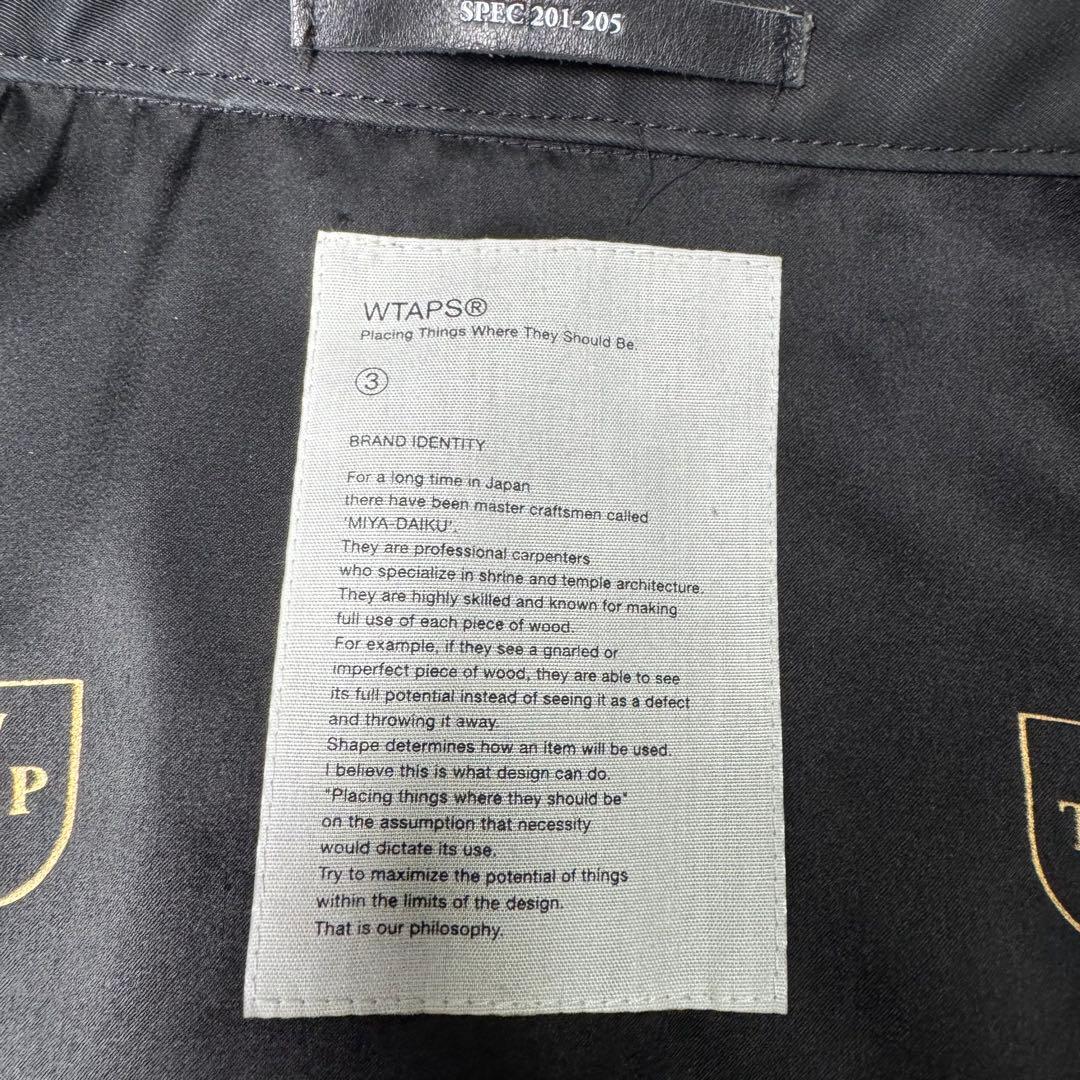 SPEC 201-205
WTAPS®
Placing Things Where They Should Be.
③
BRAND IDENTITY
For a long time in Japan
there have been master craftsmen called
'MIYA-DAIKU'.
They are professional carpenters
who specialize in shrine and temple architecture.
They are highly skilled and known for making
full use of each piece of wood.
For example, if they see a gnarled or
imperfect piece of wood, they are able to see
its full potential instead of seeing it as a defect
and throwing it away.
Shape determines how an item will be used.
I believe this is what design can do.
"Placing things where they should be"
on the assumption that necessity
would dictate its use.
Try to maximize the potential of things
within the limits of the design.
That is our philosophy.
P
T